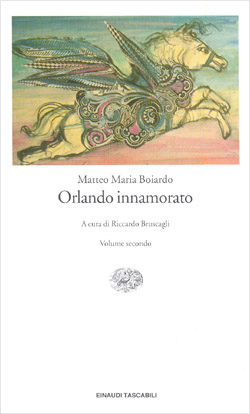 Matteo Maria Boiardo
Orlando innamorato
A cura di Riccardo Bruscagli
Volume secondo
EINAUDI TASCABILI